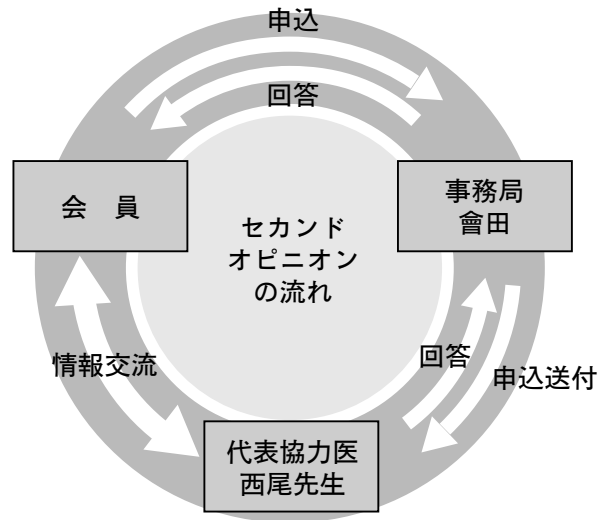 申込
回答
会　員
事務局
會田
セカンド
オピニオン
の流れ
情報交流
回答
申込送付
代表協力医
西尾先生